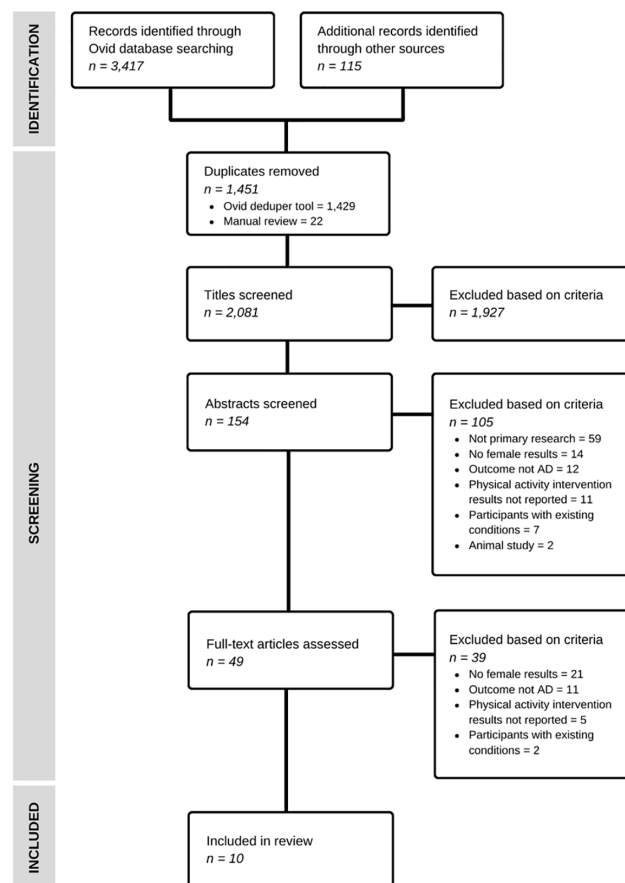 IDENTIFICATION
Records identified through
Ovid database searching
n = 3,417
Additional records identified
through other sources
n = 115
SCREENING
Duplicates removed
n = 1,451
• Ovid deduper tool = 1,429
• Manual review = 22
Titles screened
n = 2,081
Excluded based on criteria
n = 1,927
Abstracts screened
n = 154
Excluded based on criteria
n = 105
• Not primary research = 59
• No female results = 14
• Outcome not AD = 12
• Physical activity intervention
results not reported = 11
• Participants with existing
conditions = 7
• Animal study = 2
Full-text articles assessed
n = 49
Excluded based on criteria
n = 39
• No female results = 21
• Outcome not AD = 11
• Physical activity intervention
results not reported = 5
• Participants with existing
conditions = 2
INCLUDED
Included in review
n = 10